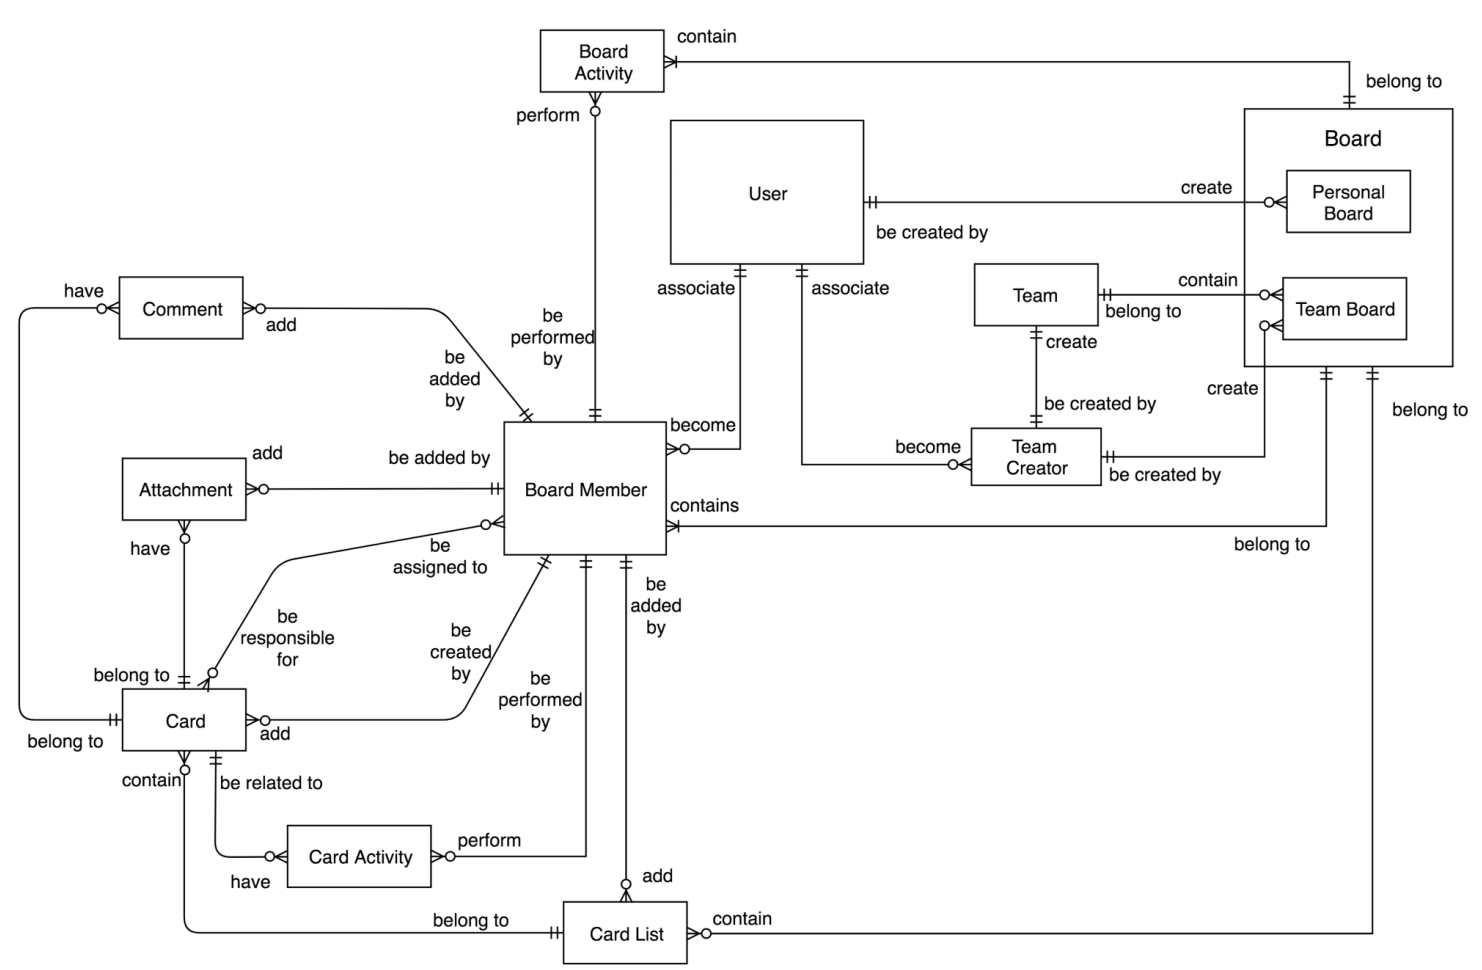 contain
Board
Activity
belong to
perform
Board
User
create
Personal
Board
be created by
associate
associate
Team
contain
belong to
Team Board
have
Comment
add
be
performed
by
create
be
added
by
create
be created by
belong to
become
become
Team
Creator
be created by
add
be added by
Attachment
Board Member
contains
have
be
assigned to
belong to
be
responsible
for
be
created
by
be
added
by
be
performed
by
belong to
Card
add
belong to
contain
be related to
Card Activity
perform
have
add
belong to
Card List
contain